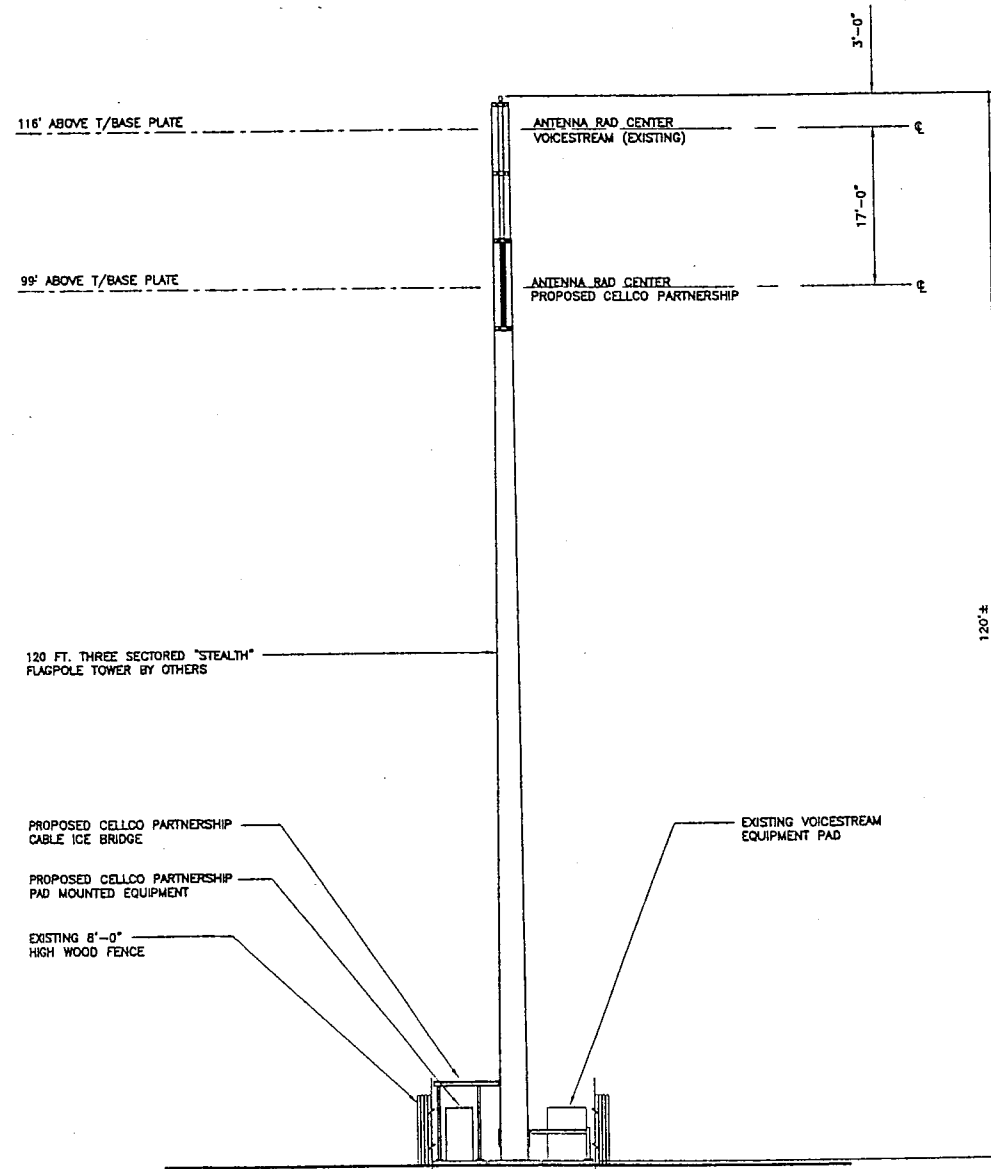 3'-0"
116' ABOVE T/BASE PLATE
ANTENNA RAD CENTER
VOICESTREAM (EXISTING)
℄
17'-0"
99' ABOVE T/BASE PLATE
ANTENNA RAD CENTER
PROPOSED CELLCO PARTNERSHIP
℄
120'±
120 FT. THREE SECTORED "STEALTH"
FLAGPOLE TOWER BY OTHERS
PROPOSED CELLCO PARTNERSHIP
CABLE ICE BRIDGE
EXISTING VOICESTREAM
EQUIPMENT PAD
PROPOSED CELLCO PARTNERSHIP
PAD MOUNTED EQUIPMENT
EXISTING 8'-0"
HIGH WOOD FENCE